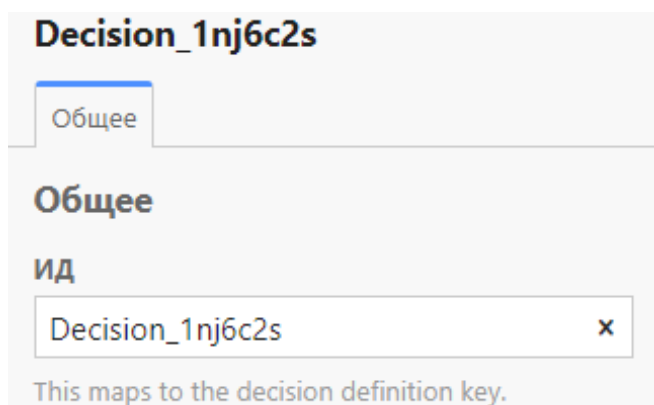 Decision_1nj6c2s
Общее
Общее
ИД
Decision_1nj6c2s
This maps to the decision definition key.